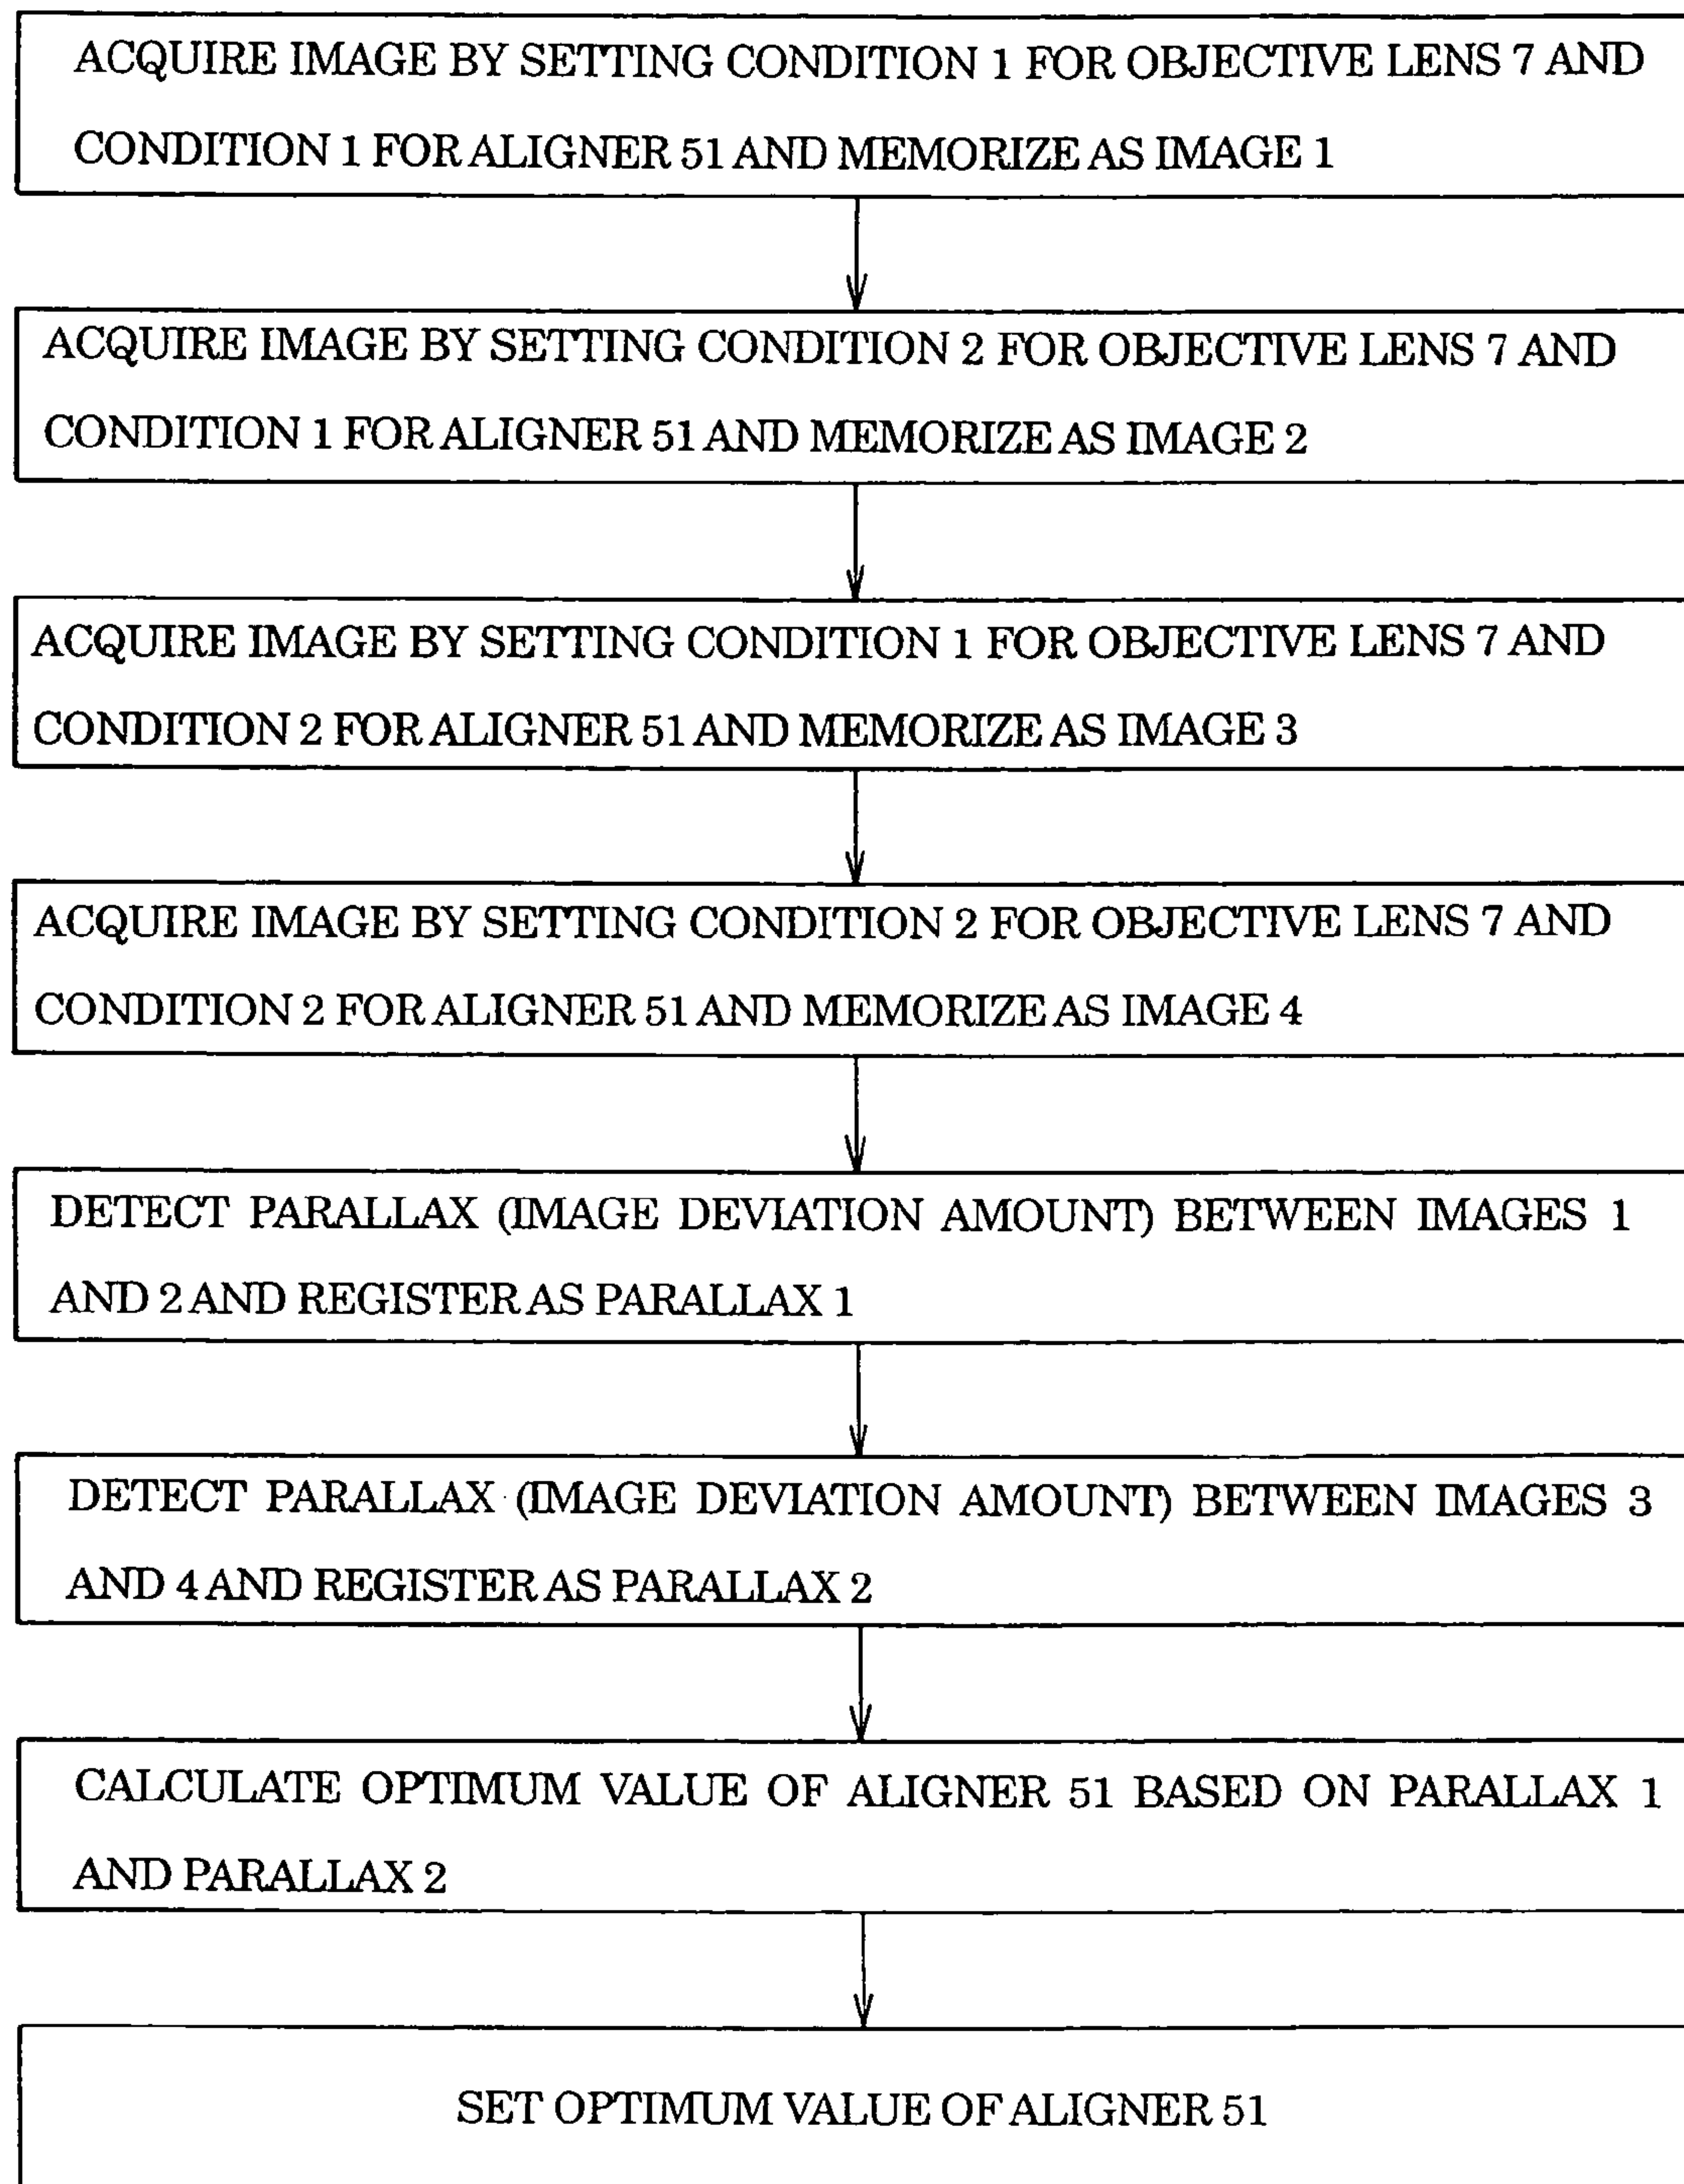 ACQUIRE IMAGE BY SETTING CONDITION 1 FOR OBJECTIVE LENS 7 AND
CONDITION 1 FOR ALIGNER 51 AND MEMORIZE AS IMAGE 1
ACQUIRE IMAGE BY SETTING CONDITION 2 FOR OBJECTIVE LENS 7 AND
CONDITION 1 FOR ALIGNER 51 AND MEMORIZE AS IMAGE 2
ACQUIRE IMAGE BY SETTING CONDITION 1 FOR OBJECTIVE LENS 7 AND
CONDITION 2 FOR ALIGNER 51 AND MEMORIZE AS IMAGE 3
ACQUIRE IMAGE BY SETTING CONDITION 2 FOR OBJECTIVE LENS 7 AND
CONDITION 2 FOR ALIGNER 51 AND MEMORIZE AS IMAGE 4
DETECT PARALLAX (IMAGE DEVIATION AMOUNT) BETWEEN IMAGES 1
AND 2 AND REGISTER AS PARALLAX 1
DETECT PARALLAX (IMAGE DEVIATION AMOUNT) BETWEEN IMAGES 3
AND 4 AND REGISTER AS PARALLAX 2
CALCULATE OPTIMUM VALUE OF ALIGNER 51 BASED ON PARALLAX 1
AND PARALLAX 2
SET OPTIMUM VALUE OF ALIGNER 51